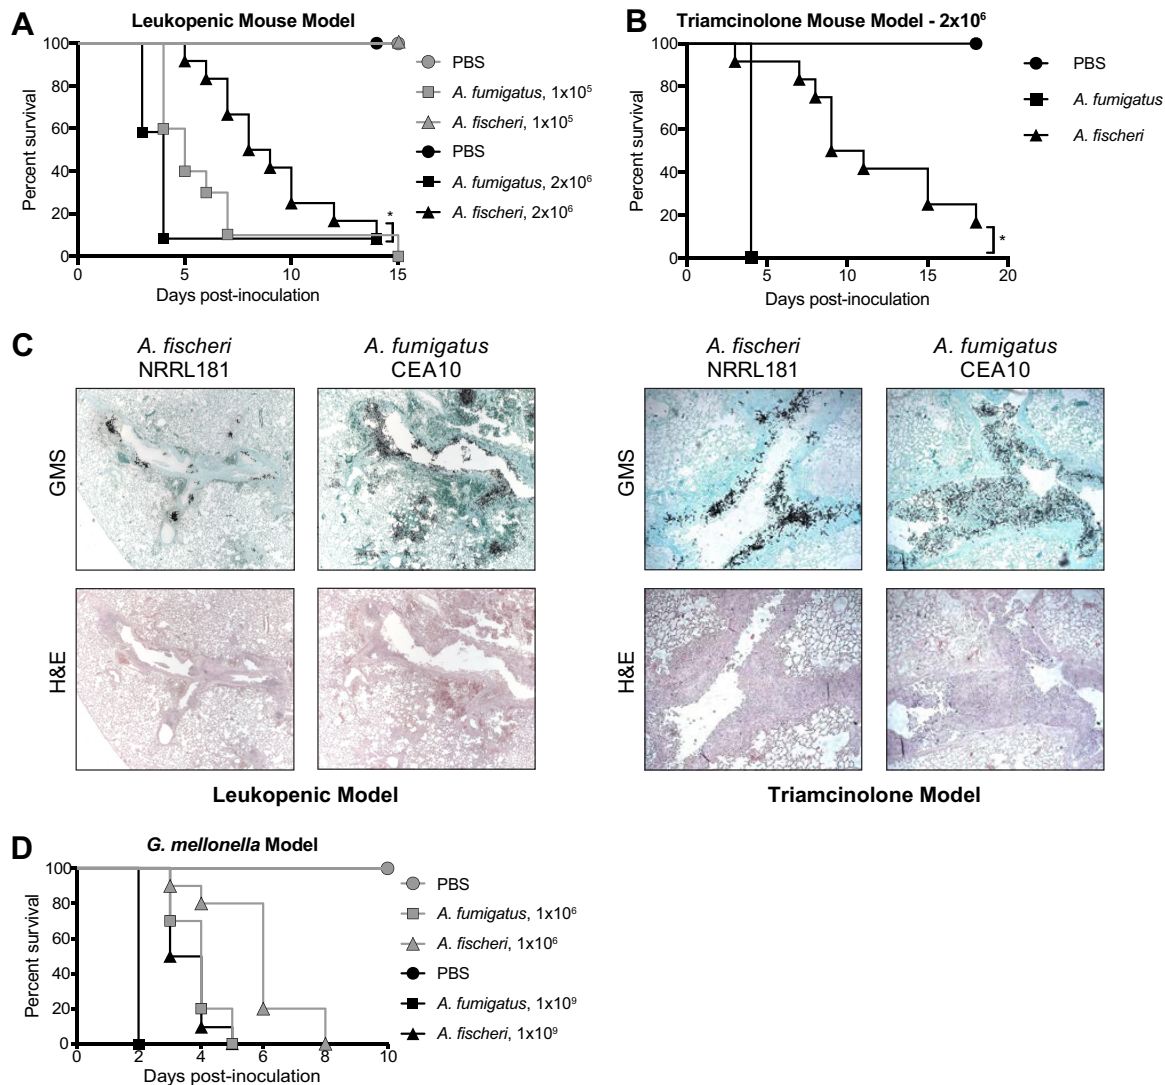 A
Leukopenic Mouse Model
Percent survival
100
80
60
40
20
0
0 5 10 15
Days post-inoculation
*
PBS
A. fumigatus, 1x10⁵
A. fischeri, 1x10⁵
PBS
A. fumigatus, 2x10⁶
A. fischeri, 2x10⁶
B
Triamcinolone Mouse Model - 2x10⁶
Percent survival
100
80
60
40
20
0
0 5 10 15 20
Days post-inoculation
*
PBS
A. fumigatus
A. fischeri
C
A. fischeri
NRRL181
A. fumigatus
CEA10
A. fischeri
NRRL181
A. fumigatus
CEA10
GMS
GMS
H&E
H&E
Leukopenic Model
Triamcinolone Model
D
G. mellonella Model
Percent survival
100
80
60
40
20
0
0 2 4 6 8 10
Days post-inoculation
PBS
A. fumigatus, 1x10⁶
A. fischeri, 1x10⁶
PBS
A. fumigatus, 1x10⁹
A. fischeri, 1x10⁹